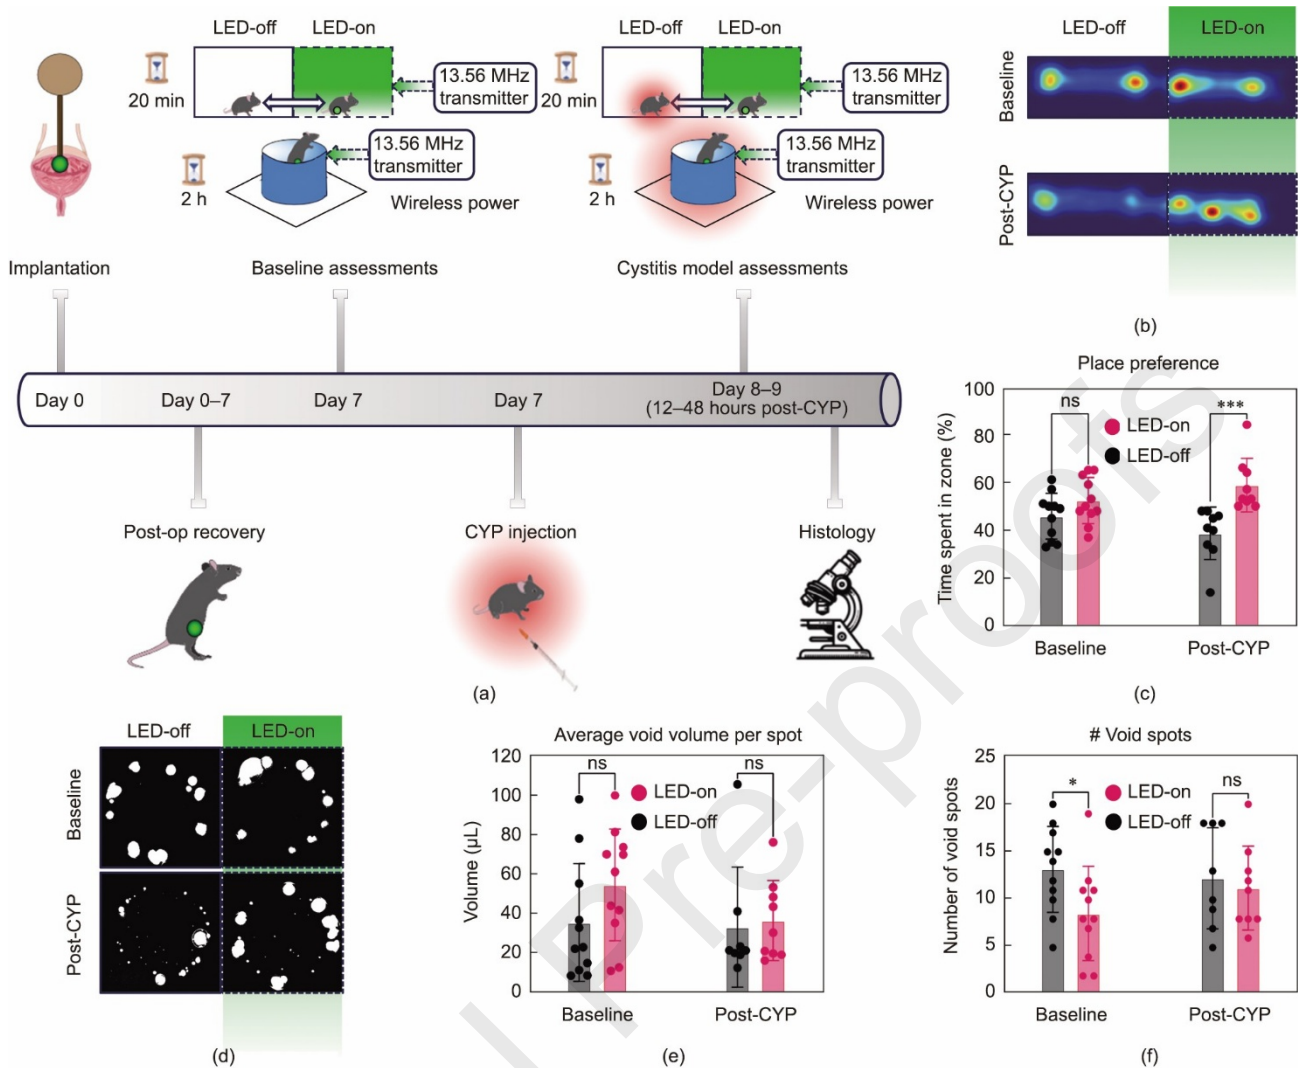 LED-off
LED-on
20 min
13.56 MHz
transmitter
2 h
13.56 MHz
transmitter
Wireless power
LED-off
LED-on
20 min
13.56 MHz
transmitter
2 h
13.56 MHz
transmitter
Wireless power
Implantation
Baseline assessments
Cystitis model assessments
Day 0
Day 0–7
Day 7
Day 7
Day 8–9
(12–48 hours post-CYP)
Post-op recovery
CYP injection
Histology
(a)
LED-off
LED-on
Baseline
Post-CYP
(b)
Place preference
Time spent in zone (%)
100
80
60
40
20
0
ns
***
LED-on
LED-off
Baseline
Post-CYP
(c)
LED-off
LED-on
Baseline
Post-CYP
(d)
Average void volume per spot
Volume (µL)
120
100
80
60
40
20
0
ns
ns
LED-on
LED-off
Baseline
Post-CYP
(e)
# Void spots
Number of void spots
25
20
15
10
5
0
*
ns
LED-on
LED-off
Baseline
Post-CYP
(f)
l Pre-proofs